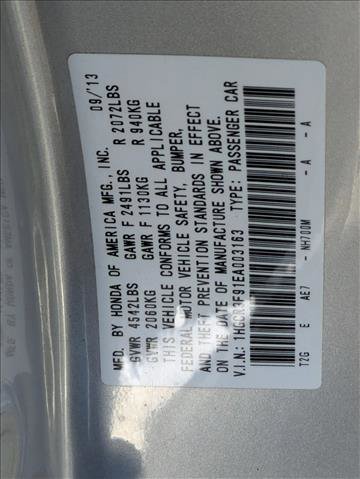 MFD. BY HONDA OF AMERICA MFG., INC. 09/'13
GVWR 4542LBS GAWR F 2491LBS R 2072LBS
GVWR 2060KG GAWR F 1130KG R 940KG
THIS VEHICLE CONFORMS TO ALL APPLICABLE
FEDERAL MOTOR VEHICLE SAFETY, BUMPER,
AND THEFT PREVENTION STANDARDS IN EFFECT
ON THE DATE OF MANUFACTURE SHOWN ABOVE.
V.I.N.: 1HGCR3F91EA003163 TYPE: PASSENGER CAR
T2G E AE7 - NH700M - A - A